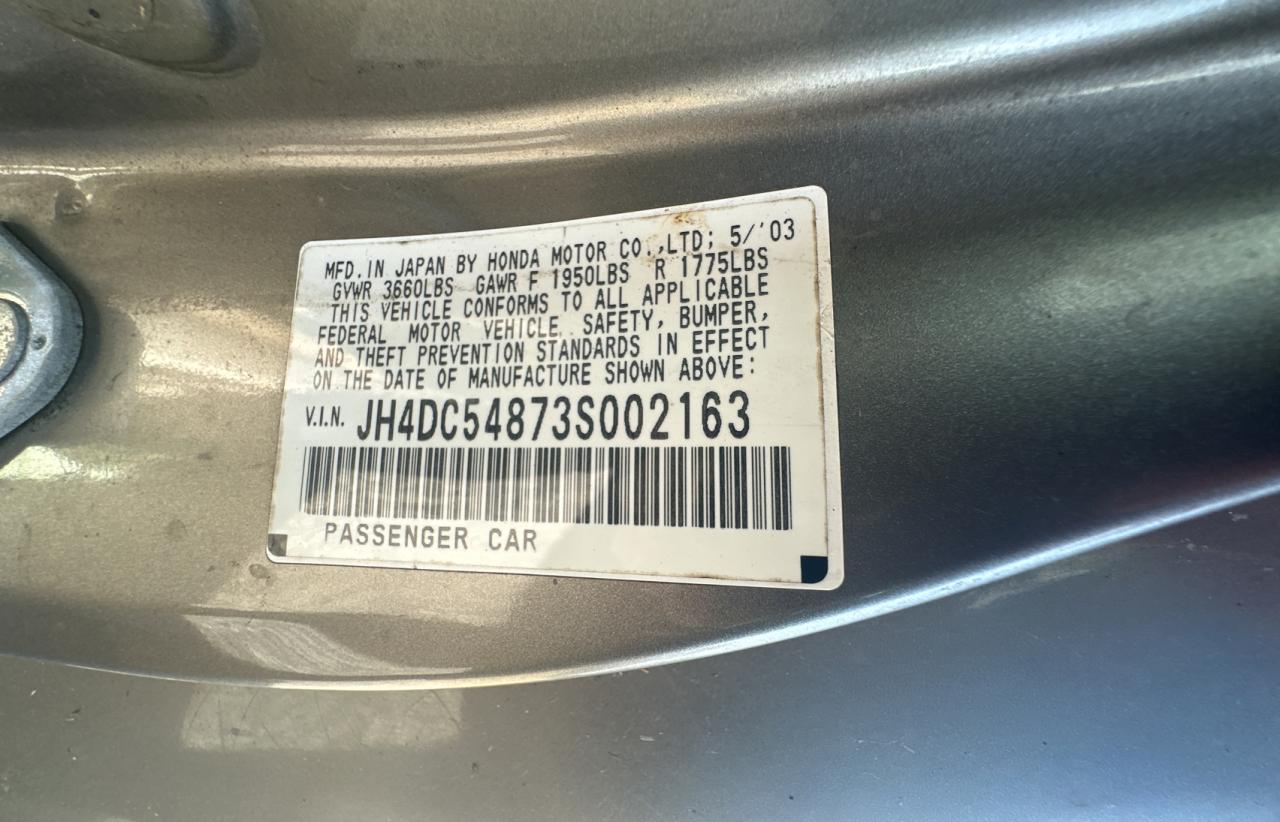 MFD. IN JAPAN BY HONDA MOTOR CO.,LTD; 5/'03
GVWR 3660LBS GAWR F 1950LBS R 1775LBS
THIS VEHICLE CONFORMS TO ALL APPLICABLE
FEDERAL MOTOR VEHICLE SAFETY, BUMPER,
AND THEFT PREVENTION STANDARDS IN EFFECT
ON THE DATE OF MANUFACTURE SHOWN ABOVE:
V.I.N. JH4DC54873S002163
PASSENGER CAR